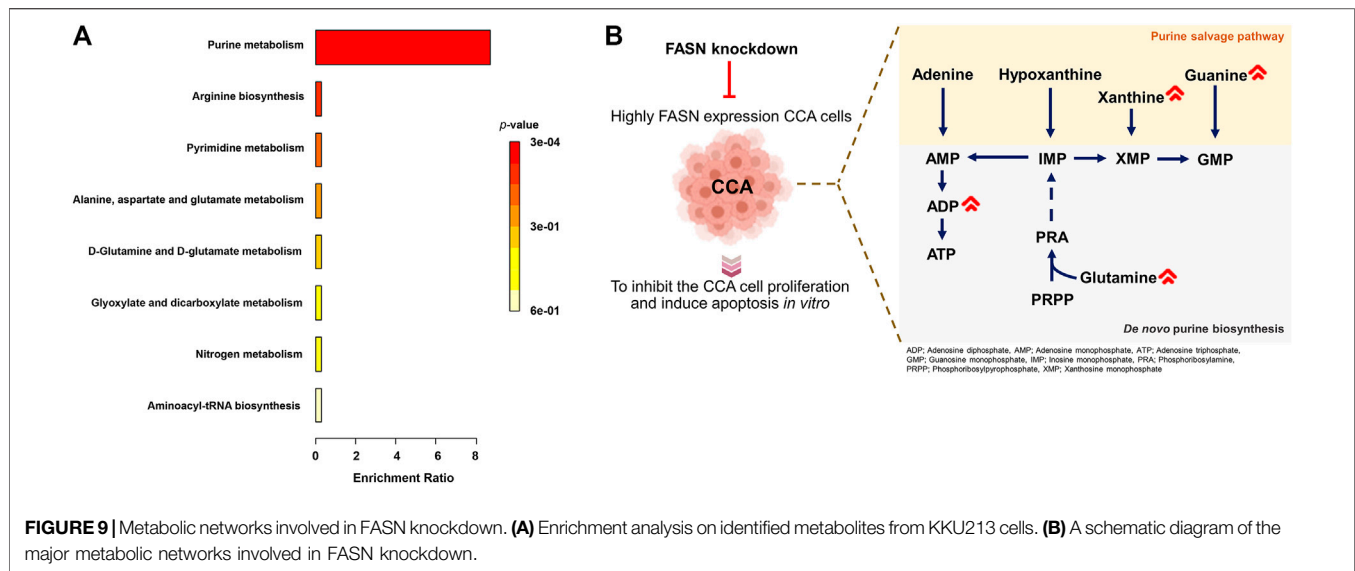 A
Purine metabolism
Arginine biosynthesis
Pyrimidine metabolism
Alanine, aspartate and glutamate metabolism
D-Glutamine and D-glutamate metabolism
Glyoxylate and dicarboxylate metabolism
Nitrogen metabolism
Aminoacyl-tRNA biosynthesis
0 2 4 6 8
Enrichment Ratio
p-value
3e-04
3e-01
6e-01
B
FASN knockdown
Highly FASN expression CCA cells
CCA
To inhibit the CCA cell proliferation
and induce apoptosis in vitro
Purine salvage pathway
Adenine Hypoxanthine Guanine
Xanthine
AMP IMP XMP GMP
ADP
PRA
ATP
Glutamine
PRPP
De novo purine biosynthesis
ADP; Adenosine diphosphate, AMP; Adenosine monophosphate, ATP; Adenosine triphosphate,
GMP; Guanosine monophosphate, IMP; Inosine monophosphate, PRA; Phosphoribosylamine,
PRPP; Phosphoribosylpyrophosphate, XMP; Xanthosine monophosphate
FIGURE 9 | Metabolic networks involved in FASN knockdown. (A) Enrichment analysis on identified metabolites from KKU213 cells. (B) A schematic diagram of the
major metabolic networks involved in FASN knockdown.